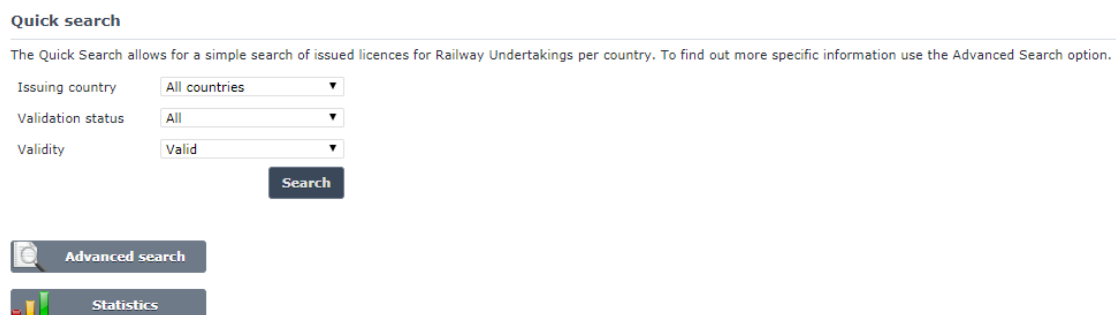 Quick search
The Quick Search allows for a simple search of issued licences for Railway Undertakings per country. To find out more specific information use the Advanced Search option.
Issuing country All countries
Validation status All
Validity Valid
Search
Advanced search
Statistics